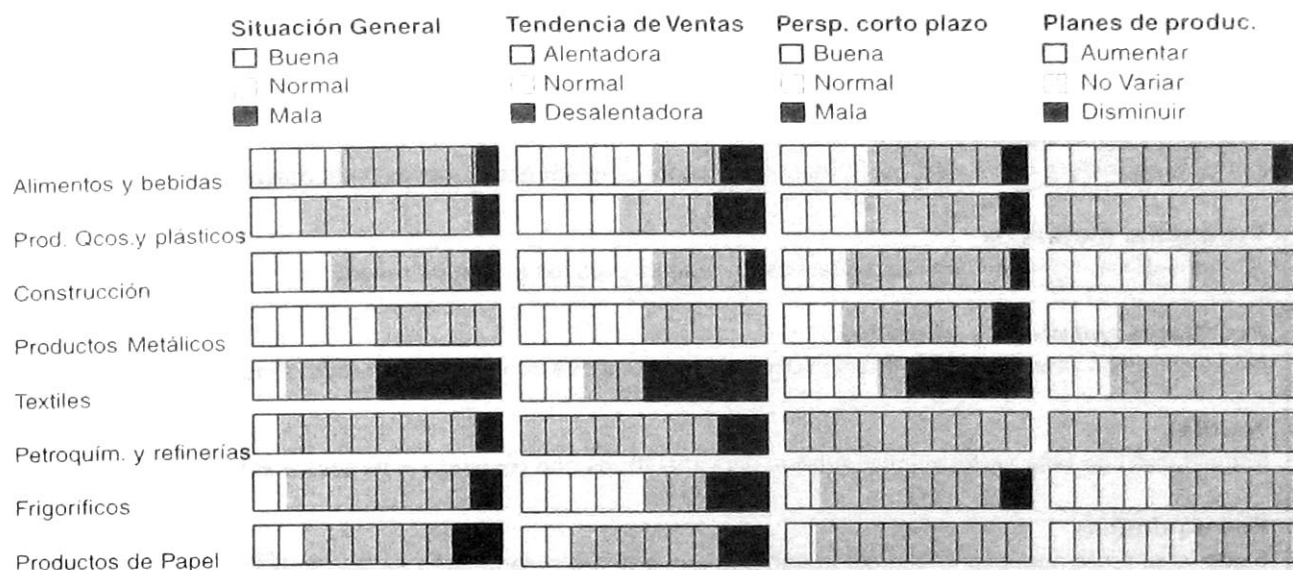 Situación General
Buena
Normal
Mala
Tendencia de Ventas
Alentadora
Normal
Desalentadora
Persp. corto plazo
Buena
Normal
Mala
Planes de produc.
Aumentar
No Variar
Disminuir
Alimentos y bebidas
Prod. Qcos.y plásticos
Construcción
Productos Metálicos
Textiles
Petroquím. y refinerías
Frigoríficos
Productos de Papel